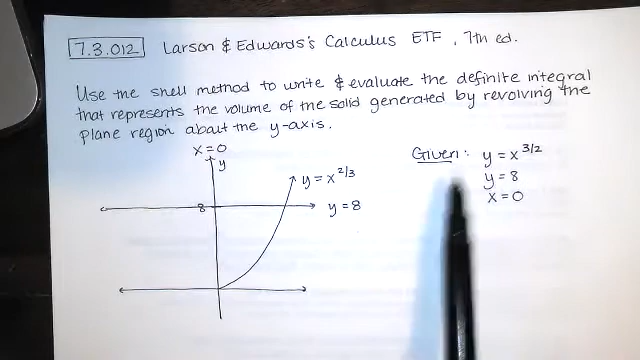 7.3.012 Larson & Edwards's Calculus ETF, 7th ed.
Use the shell method to write & evaluate the definite integral
that represents the volume of the solid generated by revolving the
plane region about the y-axis.
x=0
y
y = x^2/3
8
y = 8
Given: y = x^3/2
y = 8
x = 0